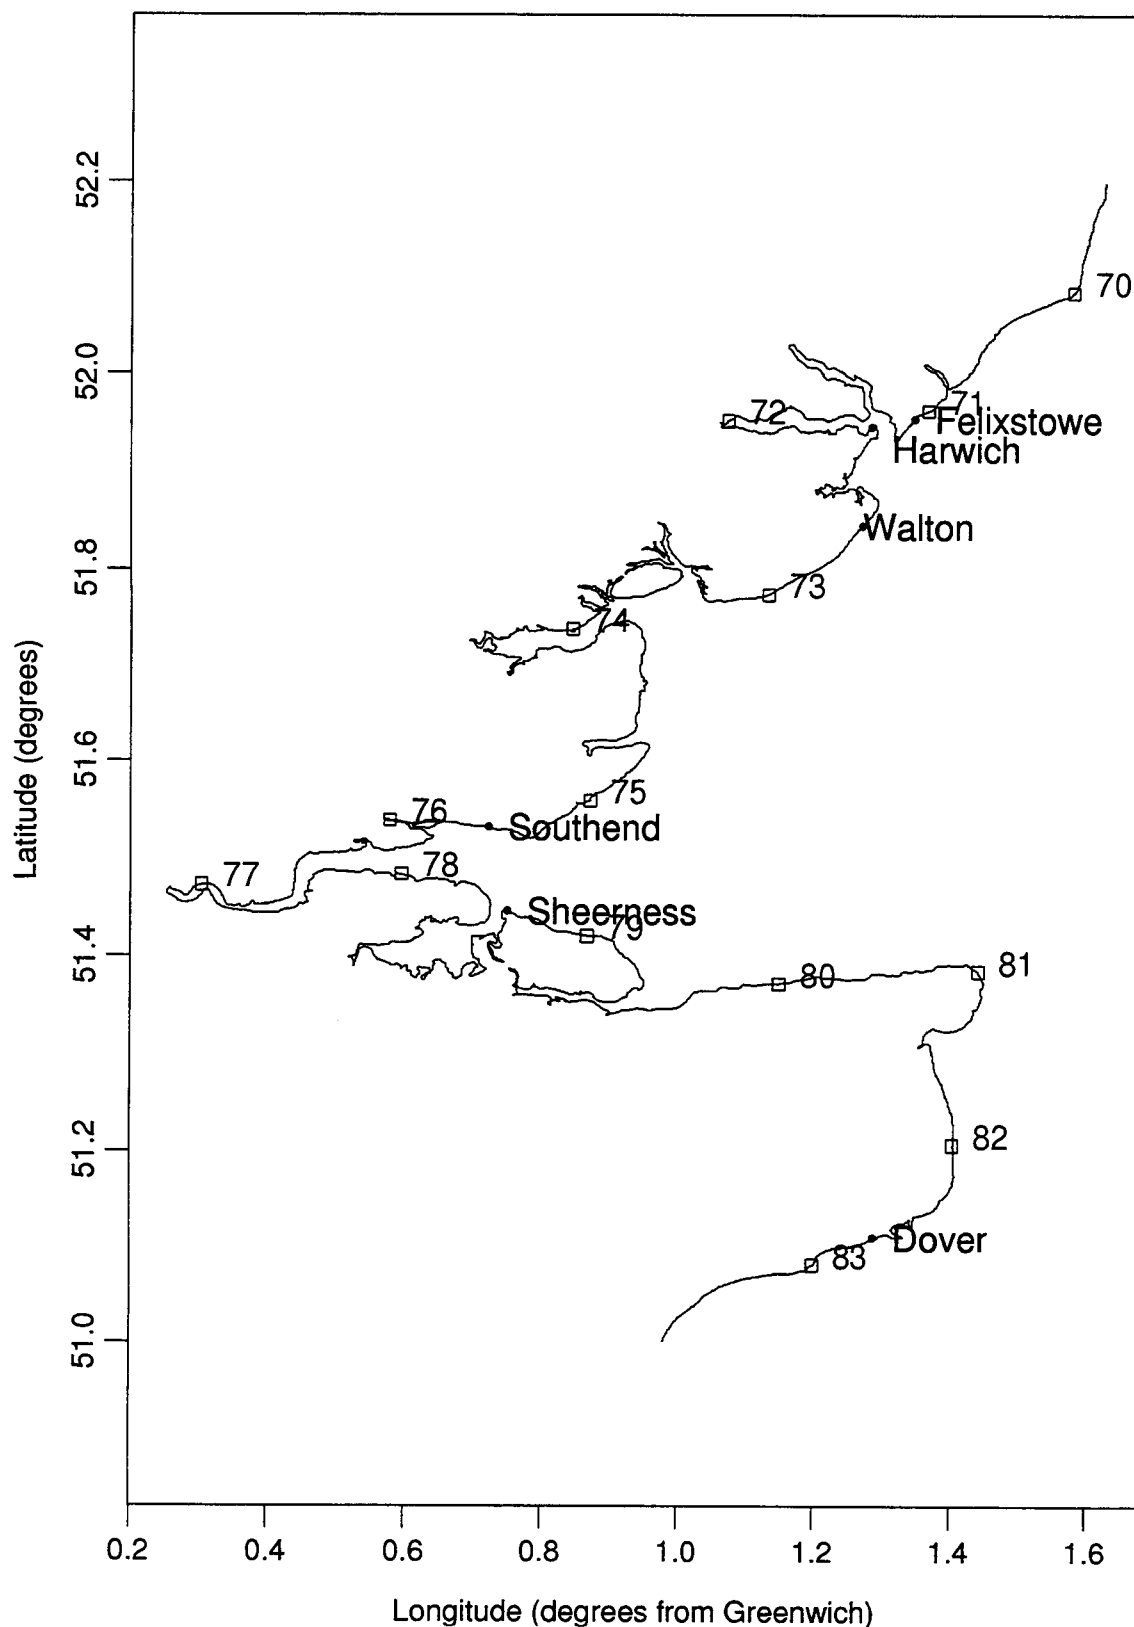 52.2
70
52.0
71
72
Felixstowe
Harwich
Walton
51.8
73
74
51.6
75
76
Southend
77
78
Sheerness
79
51.4
80
81
51.2
82
Dover
83
51.0
Latitude (degrees)
0.2 0.4 0.6 0.8 1.0 1.2 1.4 1.6
Longitude (degrees from Greenwich)